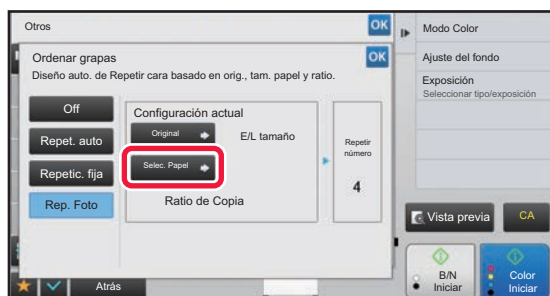 Otros
OK
Modo Color
Ordenar grapas
OK
Diseño auto. de Repetir cara basado en orig., tam. papel y ratio.
Ajuste del fondo
Exposición
Seleccionar tipo/exposición
Off
Repet. auto
Repetic. fija
Rep. Foto
Configuración actual
Original
E/L tamaño
Selec. Papel
Ratio de Copia
Repetir
número
4
Vista previa
CA
Atrás
B/N
Iniciar
Color
Iniciar